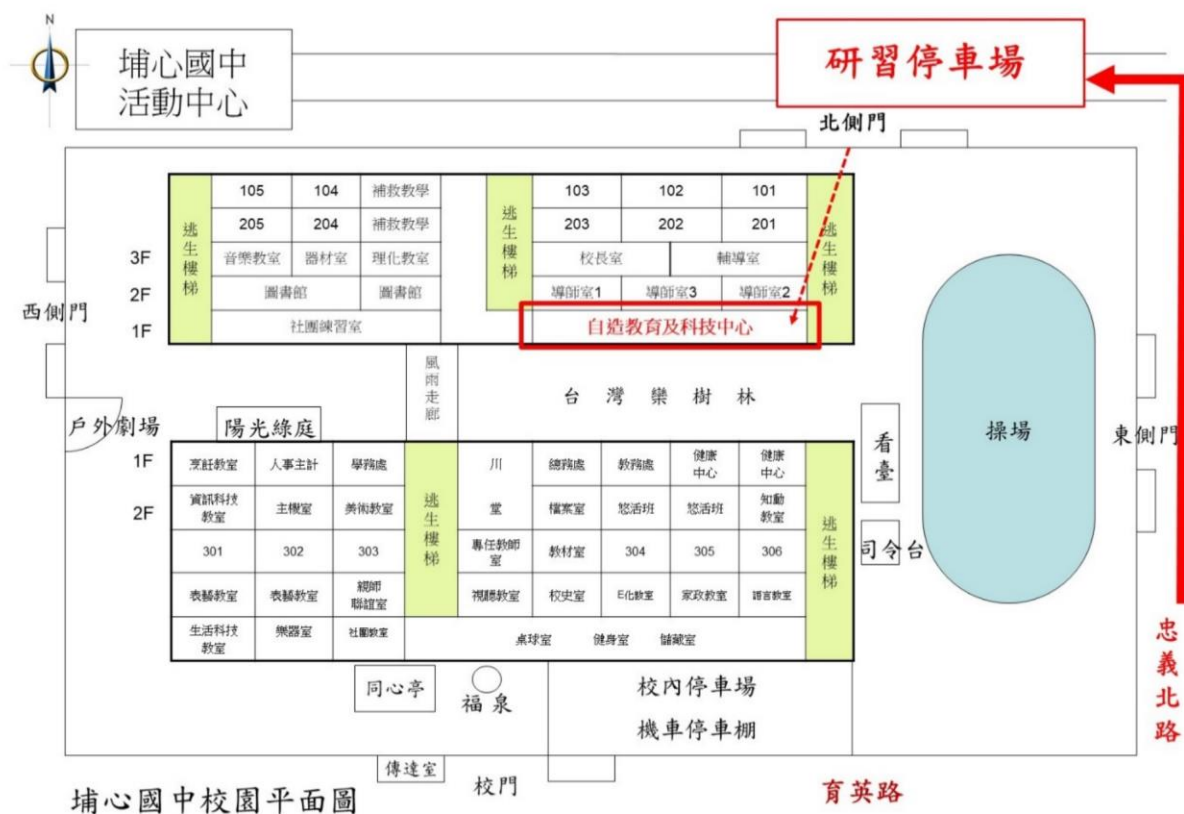 N
埔心國中
活動中心
研習停車場
北側門
逃生樓梯
105 104 補救教學
205 204 補救教學
3F 音樂教室 器材室 理化教室
2F 圖書館 圖書館
1F 社團練習室
逃生樓梯
103 102 101
203 202 201
校長室 輔導室
導師室1 導師室3 導師室2
自造教育及科技中心
逃生樓梯
西側門
風雨走廊
台灣欒樹林
戶外劇場
陽光綠庭
看臺
操場
東側門
司令台
1F 烹飪教室 人事主計 學務處
2F 資訊科技教室 主機室 美術教室
301 302 303
表藝教室 表藝教室 親師聯誼室
生活科技教室 樂器室 社團教室
逃生樓梯
川 總務處 教務處 健康中心 健康中心
堂 檔案室 悠活班 悠活班 知動教室
專任教師室 教材室 304 305 306
視聽教室 校史室 E化教室 家政教室 語言教室
桌球室 健身室 儲藏室
逃生樓梯
同心亭
福泉
校內停車場
機車停車棚
忠義北路
傳達室
校門
育英路
埔心國中校園平面圖